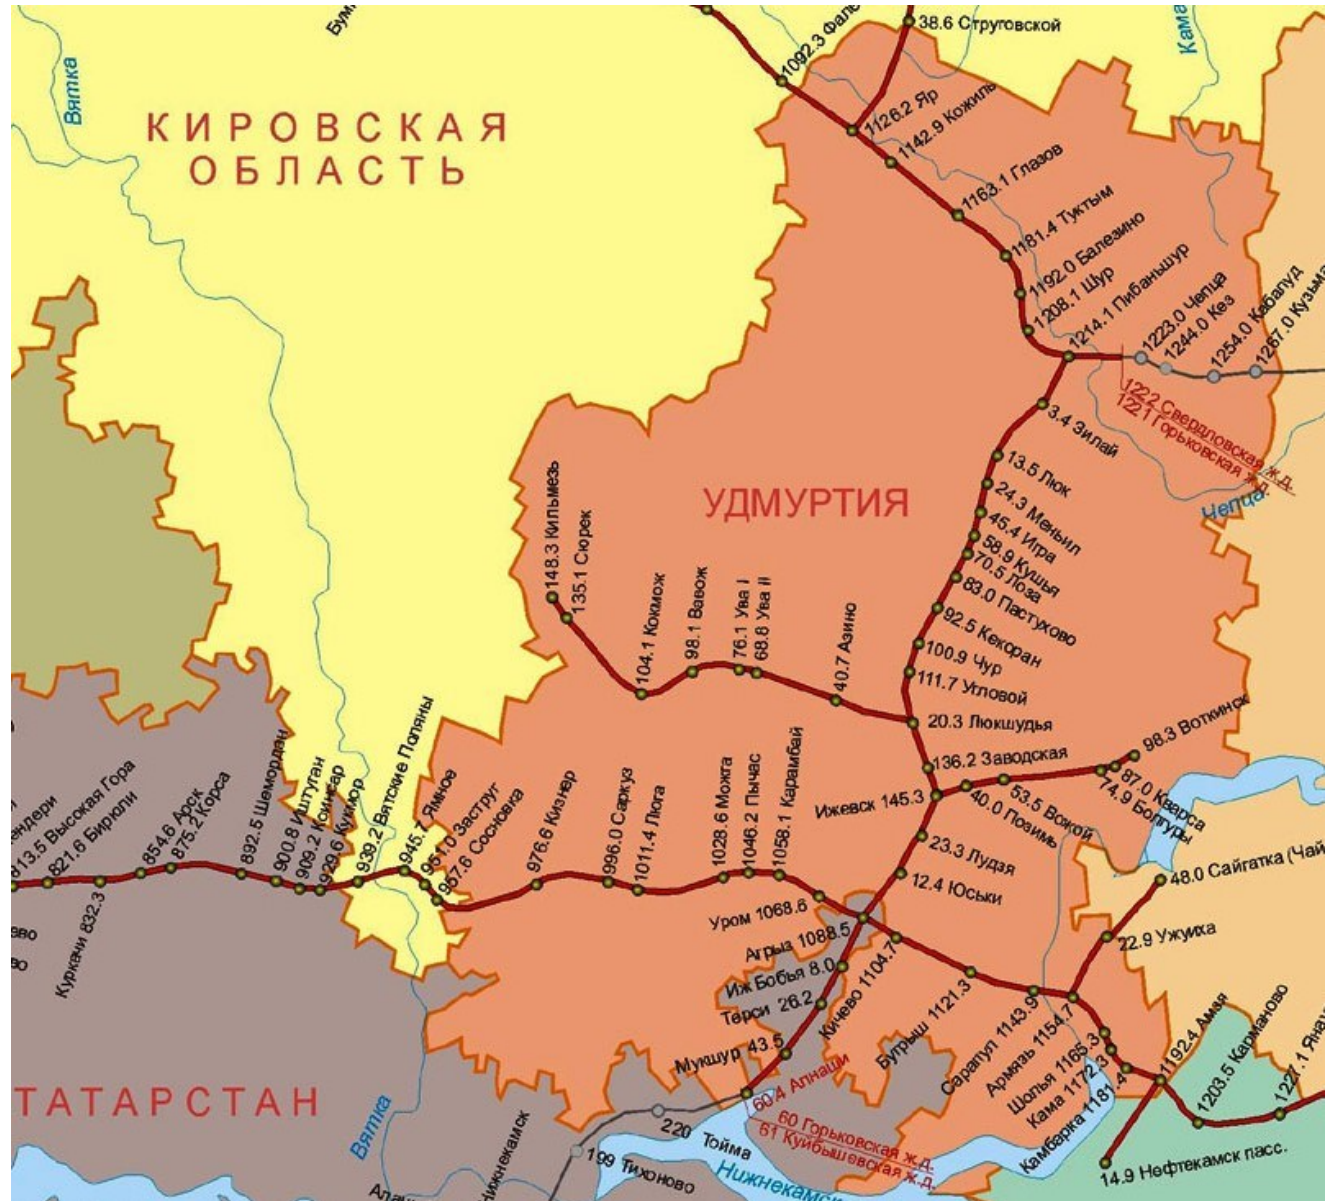 38.6 Струговской
1092.3
Кама
Вятка
КИРОВСКАЯ
ОБЛАСТЬ
1126.2 Яр
1142.9
1163.1 Глазов
1181.4 Туктым
1192.0 Балезино
1208.1 Шур
1214.1 Пибаньшур
1223.0 Чепца
1244.0 Кез
1254.0 Кабалуд
1267.0
1222 Свердловская ж.д.
1221 Горьковская ж.д.
Чепца
3.4 Зилай
13.5 Люк
24.3 Меньил
45.4 Игра
58.9 Кушья
70.5 Лоза
83.0 Пастухово
92.5 Кекоран
100.9 Чур
111.7 Угловой
УДМУРТИЯ
148.3 Кильмезь
135.1 Сюрек
104.1 Кокмож
98.1 Вавож
76.1 Ува I
68.8 Ува II
40.7 Азино
20.3 Люкшудья
136.2 Заводская
Ижевск 145.3
40.0 Позимь
53.5 Вожой
74.9 Болгуры
87.0 Кварса
98.3 Воткинск
23.3 Лудзя
12.4 Юськи
813.5 Высокая Гора
821.6 Бирюли
Куркачи 832.3
854.6 Арск
875.2 Корса
892.5 Шемордан
900.8 Иштуган
909.2
929.6 Кукмор
939.2 Вятские Поляны
945.7 Ямное
951.0 Заструг
957.6 Сосновка
976.6 Кизнер
996.0 Саркуз
1011.4 Люга
1028.6 Можга
1046.2 Пычас
1058.1 Карамбай
Уром 1068.6
Агрыз 1088.5
Иж Бобья 8.0
Терси 26.2
Мукшур 43.5
60.4 Алнаши
Кичево 1104.7
Бугрыш 1121.3
Сарапул 1143.9
Армязь 1154.7
Шолья 1165.3
Кама 1172.3
Камбарка 1181.4
1192.4 Амзя
1203.5 Карманово
1227.1
48.0 Сайгатка
22.9 Ужуиха
14.9 Нефтекамск пасс.
60 Горьковская ж.д.
61 Куйбышевская ж.д.
ТАТАРСТАН
Вятка
220 Тойма
199 Тихоново